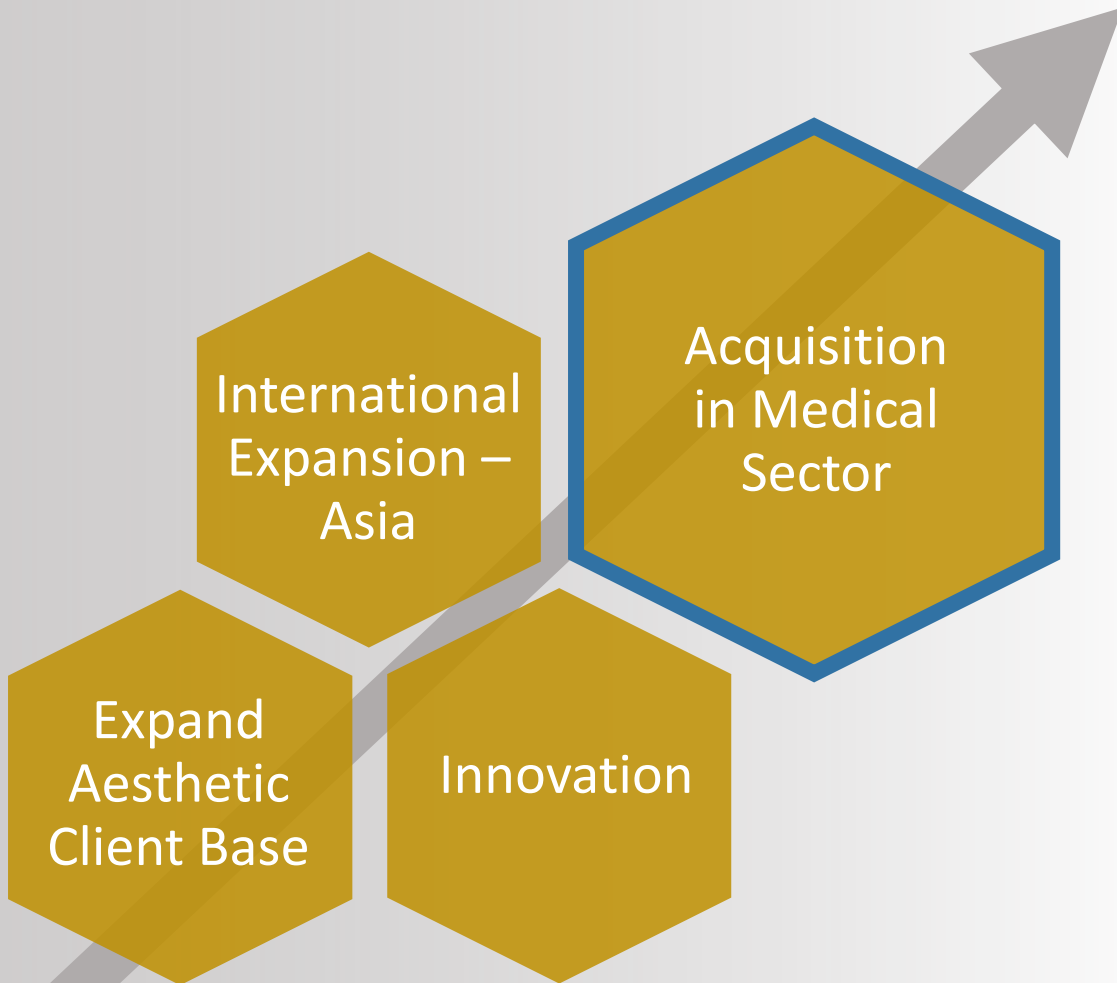 International
Expansion –
Asia
Acquisition
in Medical
Sector
Expand
Aesthetic
Client Base
Innovation